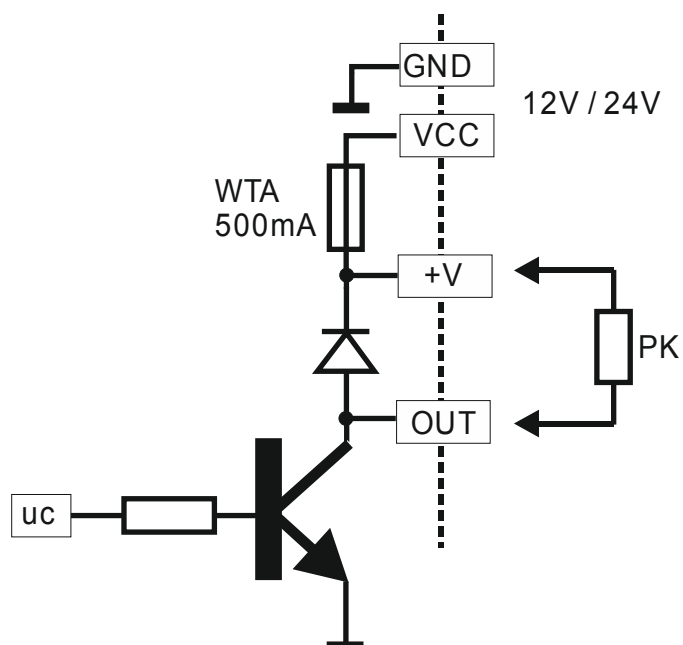 GND
12V / 24V
VCC
WTA
500mA
+V
PK
OUT
uc